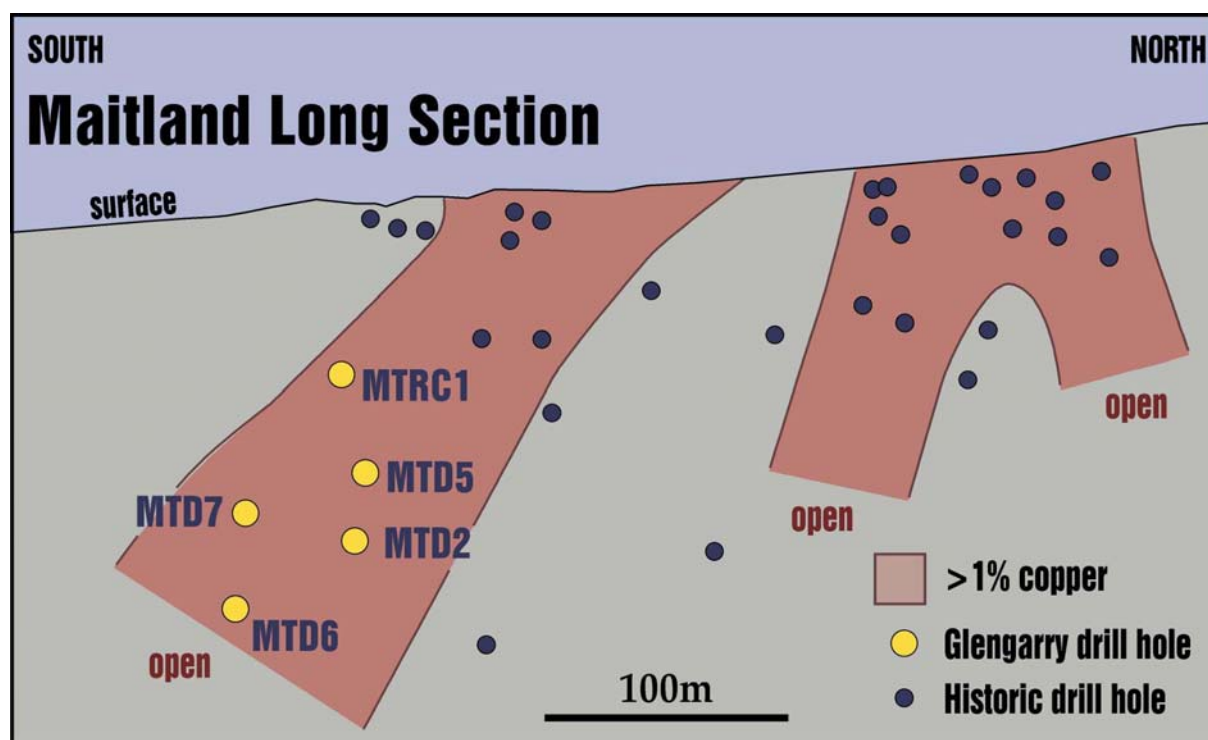 SOUTH
NORTH
Maitland Long Section
surface
MTRC1
open
MTD5
MTD7
open
MTD2
>1% copper
MTD6
Glengarry drill hole
open
100m
Historic drill hole